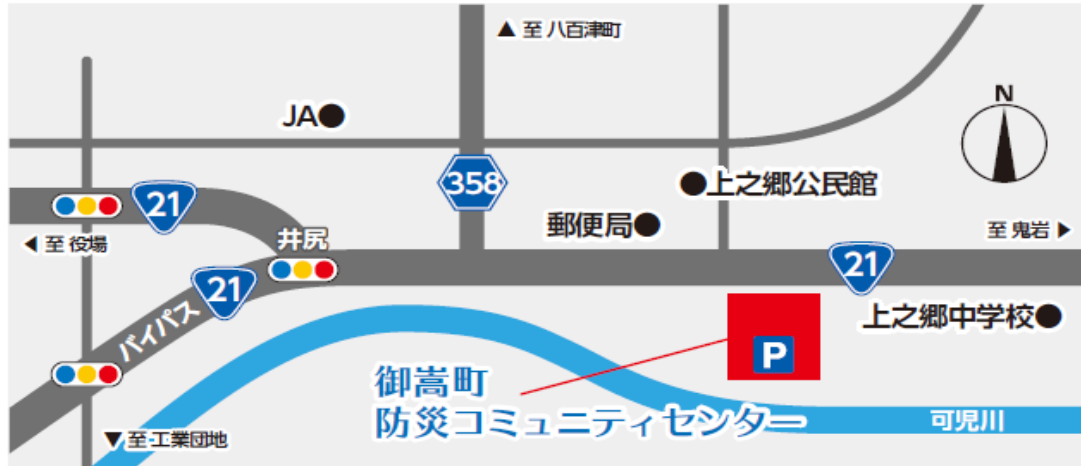 ▲ 至 八百津町
JA●
N
358
●上之郷公民館
21
郵便局●
◀ 至 役場
井尻
至 鬼岩 ▶
21
21
バイパス
上之郷中学校●
P
御嵩町
防災コミュニティセンター
可児川
▼至 工業団地